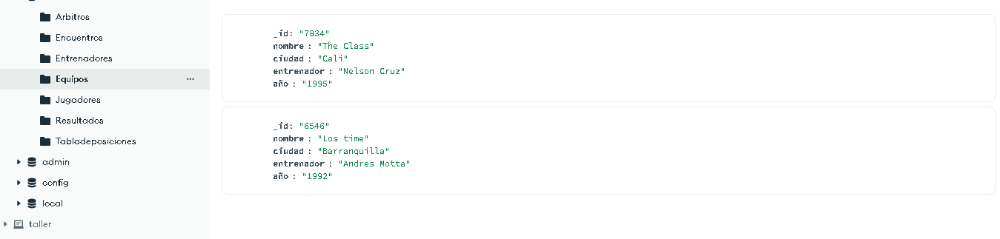 Arbitros
Encuentros
Entrenadores
Equipos
Jugadores
Resultados
Tabladeposiciones
admin
config
local
taller
_id: "7834"
nombre : "The Class"
ciudad : "Cali"
entrenador : "Nelson Cruz"
año : "1995"
_id: "6546"
nombre : "Los time"
ciudad : "Barranquilla"
entrenador : "Andres Motta"
año : "1992"